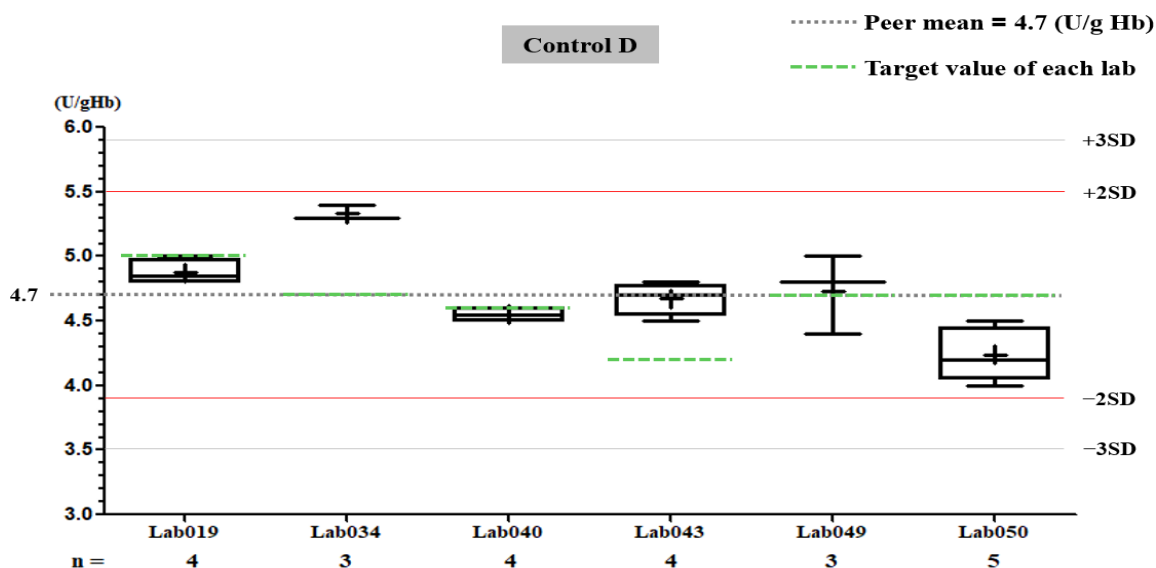 Peer mean = 4.7 (U/g Hb)
Control D
Target value of each lab
(U/gHb)
6.0
+3SD
5.5
+2SD
5.0
4.7
4.5
4.0
−2SD
3.5
−3SD
3.0
Lab019 Lab034 Lab040 Lab043 Lab049 Lab050
n = 4 3 4 4 3 5